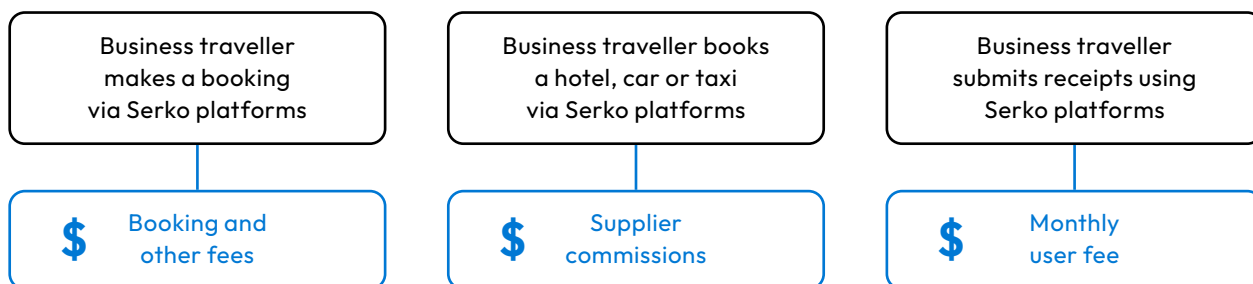 Business traveller
makes a booking
via Serko platforms
$ Booking and
other fees
Business traveller books
a hotel, car or taxi
via Serko platforms
$ Supplier
commissions
Business traveller
submits receipts using
Serko platforms
$ Monthly
user fee